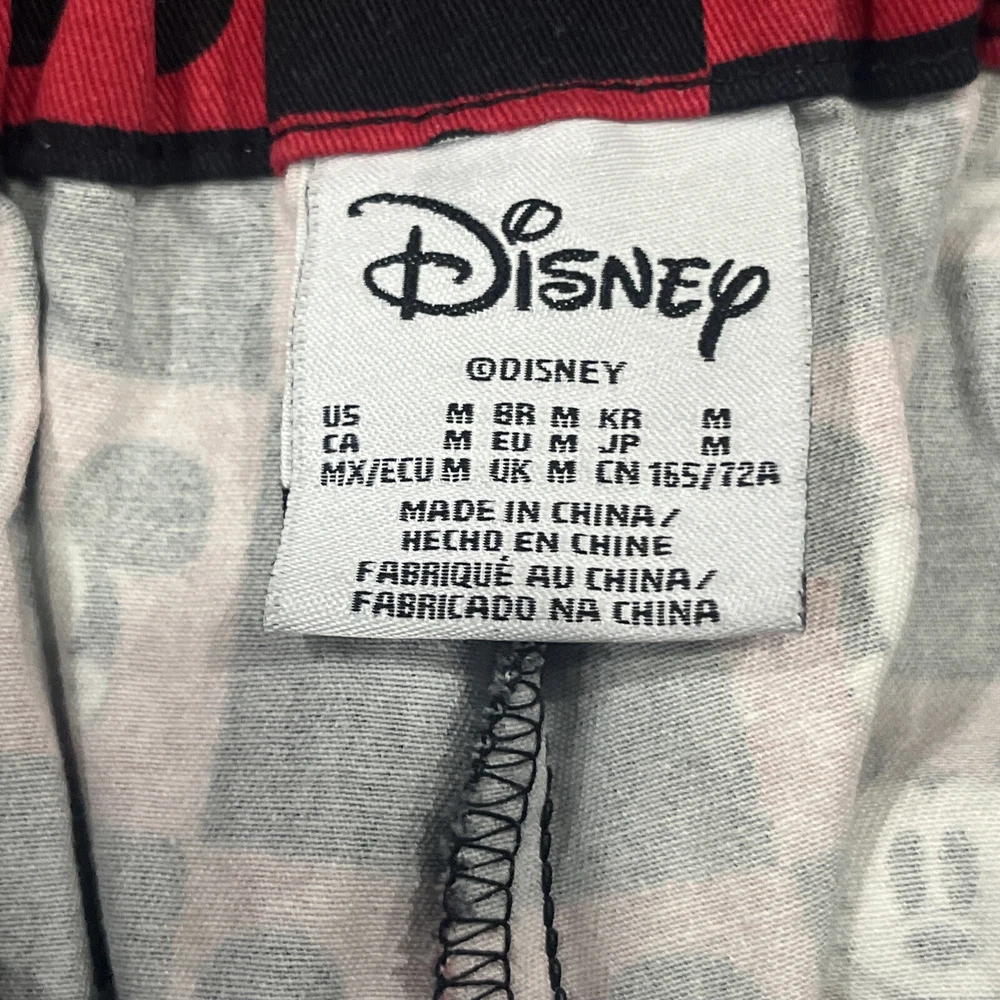 Disney
©DISNEY
US M BR M KR M
CA M EU M JP M
MX/ECU M UK M CN 165/72A
MADE IN CHINA/
HECHO EN CHINE
FABRIQUÉ AU CHINA/
FABRICADO NA CHINA